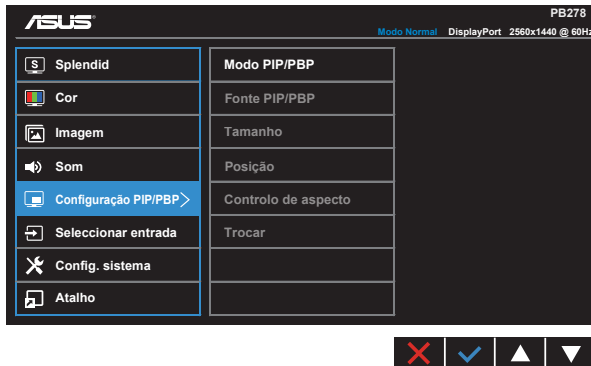 ASUS
PB278
Modo Normal DisplayPort 2560x1440 @ 60Hz
S Splendid
Cor
Imagem
Som
Configuração PIP/PBP>
Seleccionar entrada
Config. sistema
Atalho
Modo PIP/PBP
Fonte PIP/PBP
Tamanho
Posição
Controlo de aspecto
Trocar